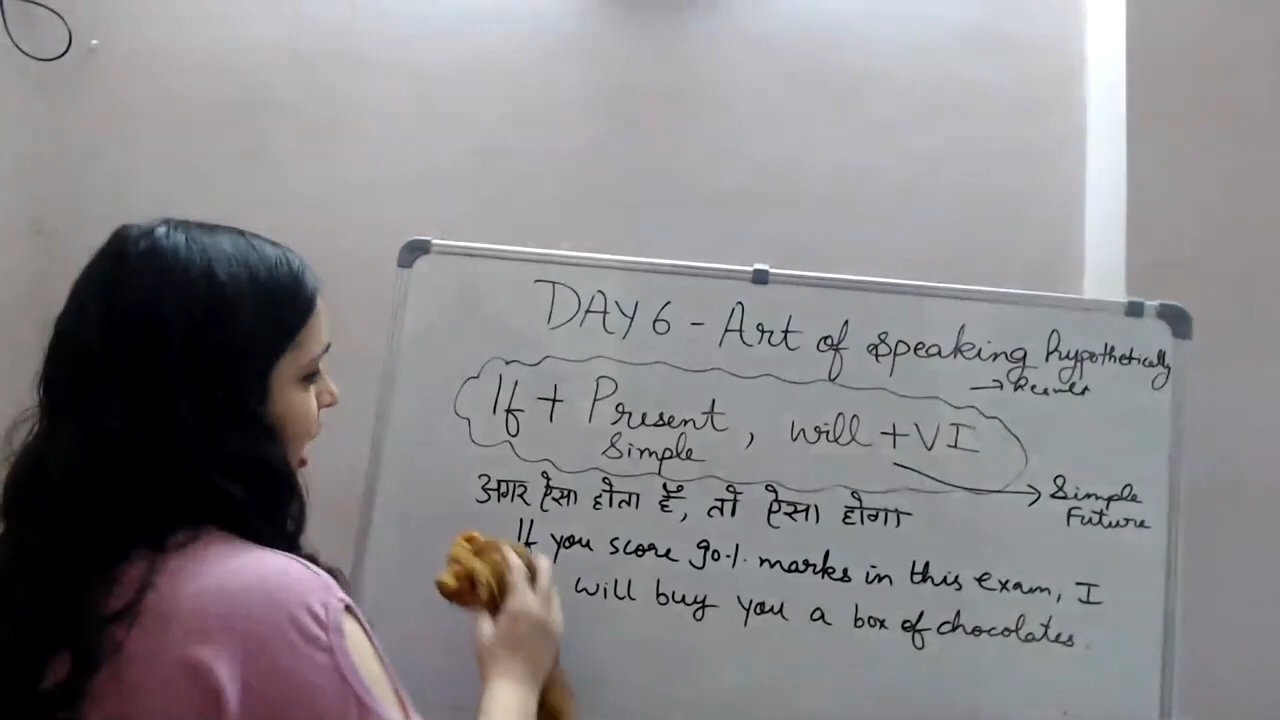 DAY 6 - Art of speaking hypothetically
→ Result
If + Present Simple, will + VI
→ Simple Future
अगर ऐसा होता है, तो ऐसा होगा
If you score 90% marks in this exam, I
will buy you a box of chocolates.